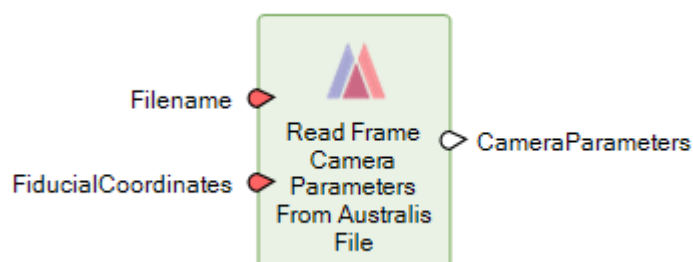 Filename
FiducialCoordinates
Read Frame
Camera
Parameters
From Australis
File
CameraParameters